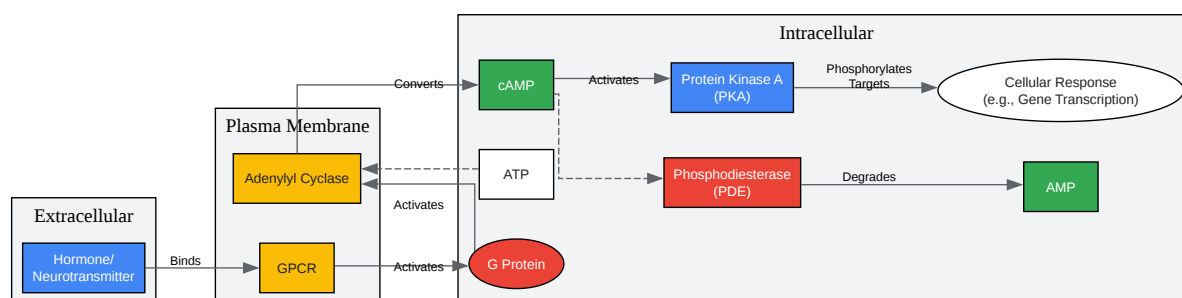 Intracellular
Converts
cAMP
Activates
Protein Kinase A
(PKA)
Phosphorylates
Targets
Cellular Response
(e.g., Gene Transcription)
Plasma Membrane
Adenylyl Cyclase
ATP
Phosphodiesterase
(PDE)
Degrades
AMP
Activates
Extracellular
Hormone/
Neurotransmitter
Binds
GPCR
Activates
G Protein